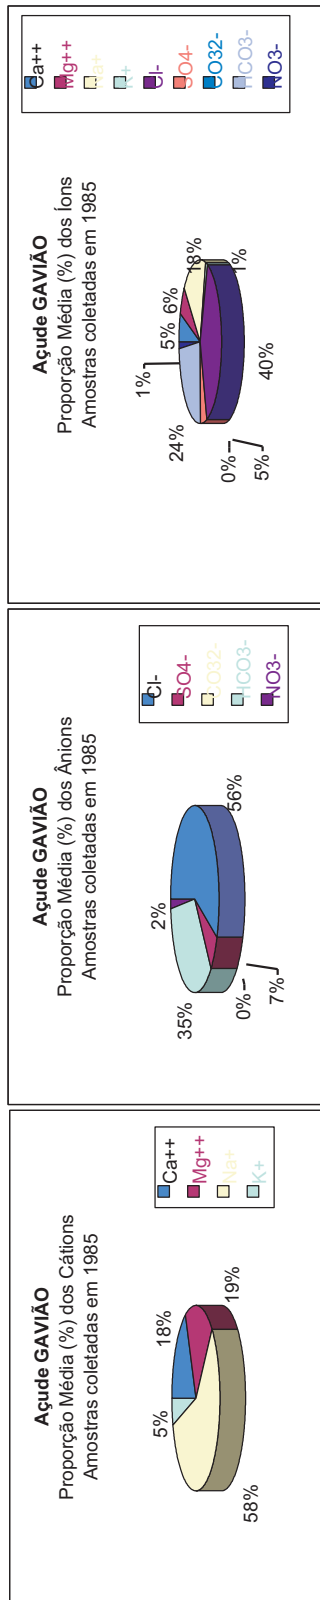 Açude GAVIÃO
Proporção Média (%) dos Cátions
Amostras coletadas em 1985
5%
18%
19%
58%
Ca++
Mg++
Na+
K+
Açude GAVIÃO
Proporção Média (%) dos Ânions
Amostras coletadas em 1985
2%
35%
0%
7%
56%
Cl-
SO4-
CO32-
HCO3-
NO3-
Açude GAVIÃO
Proporção Média (%) dos Íons
Amostras coletadas em 1985
1%
5%
6%
18%
1%
24%
0%
5%
40%
Ca++
Mg++
Na+
K+
Cl-
SO4-
CO32-
HCO3-
NO3-